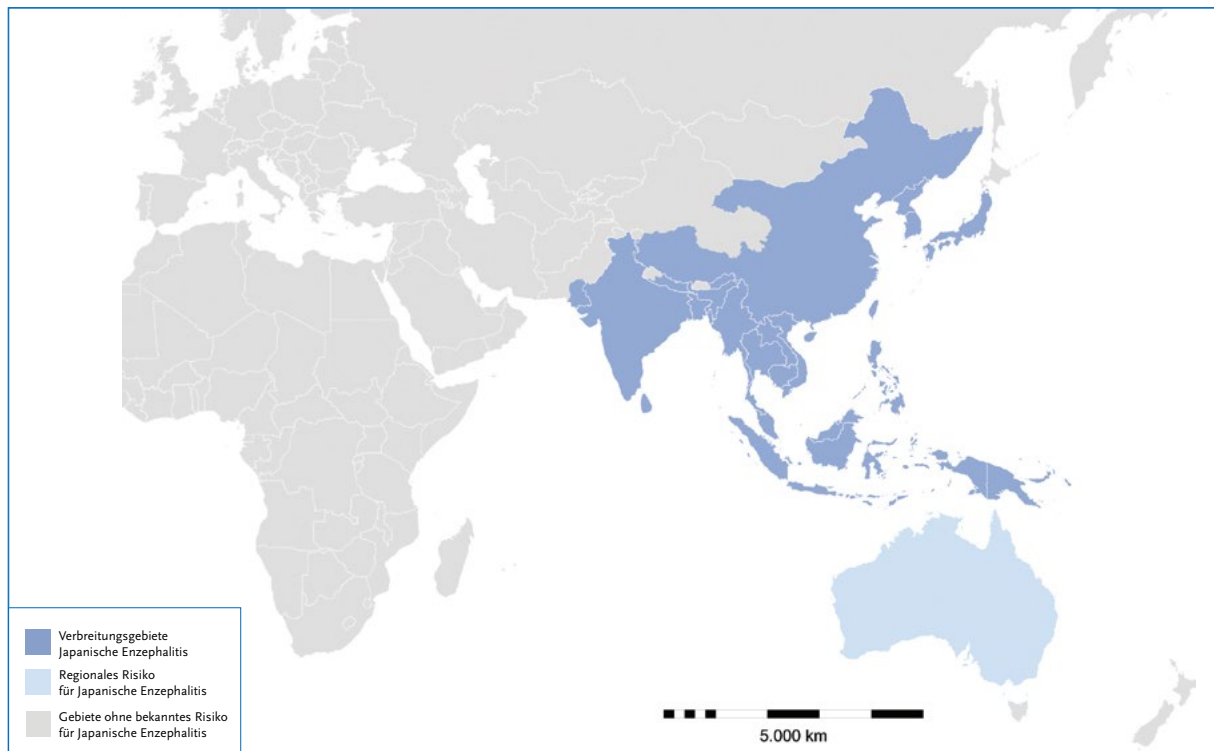 Verbreitungsgebiete
Japanische Enzephalitis
Regionales Risiko
für Japanische Enzephalitis
Gebiete ohne bekanntes Risiko
für Japanische Enzephalitis
5.000 km